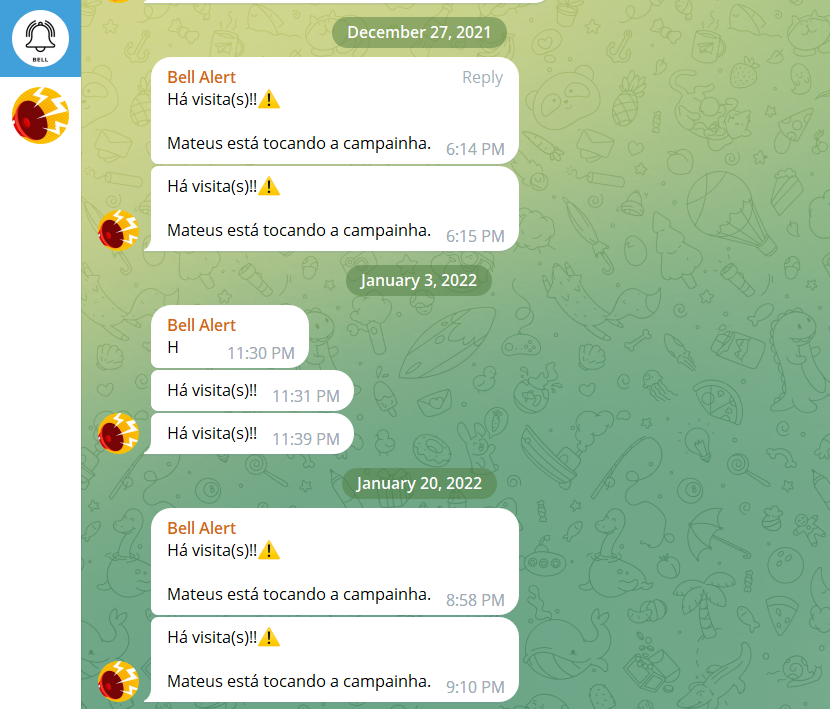 BELL
December 27, 2021
Bell Alert Reply
Há visita(s)!!⚠️
Mateus está tocando a campainha. 6:14 PM
Há visita(s)!!⚠️
Mateus está tocando a campainha. 6:15 PM
January 3, 2022
Bell Alert
H 11:30 PM
Há visita(s)!! 11:31 PM
Há visita(s)!! 11:39 PM
January 20, 2022
Bell Alert
Há visita(s)!!⚠️
Mateus está tocando a campainha. 8:58 PM
Há visita(s)!!⚠️
Mateus está tocando a campainha. 9:10 PM